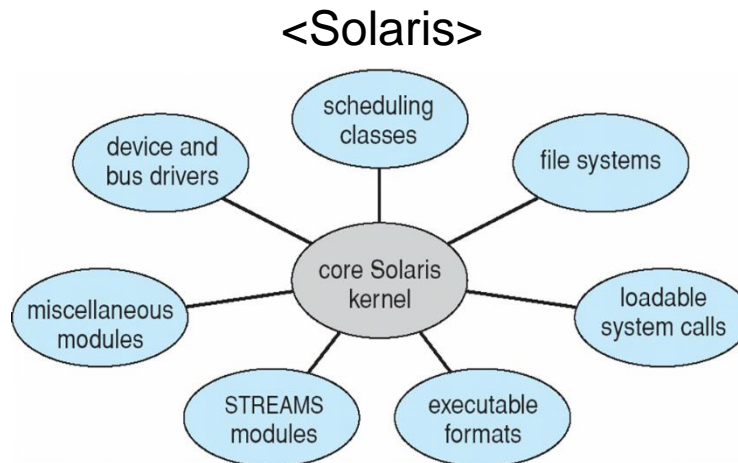 <Solaris>
scheduling
classes
device and
bus drivers
file systems
core Solaris
kernel
miscellaneous
modules
loadable
system calls
STREAMS
modules
executable
formats